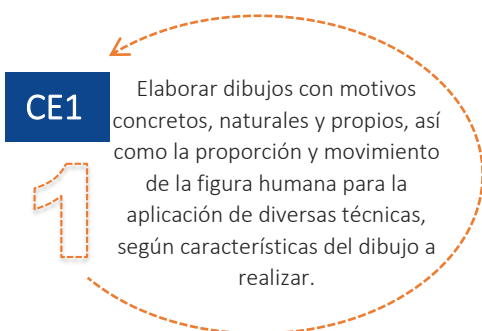 CE1
1
Elaborar dibujos con motivos
concretos, naturales y propios, así
como la proporción y movimiento
de la figura humana para la
aplicación de diversas técnicas,
según características del dibujo a
realizar.